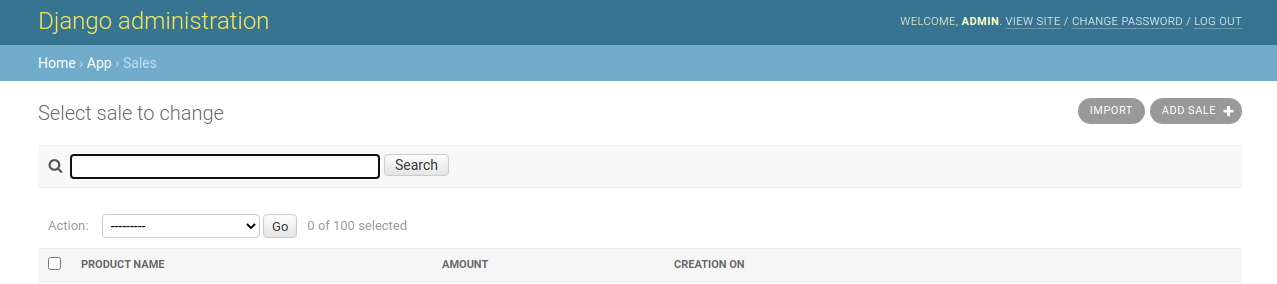 Django administration
WELCOME, ADMIN. VIEW SITE / CHANGE PASSWORD / LOG OUT
Home › App › Sales
Select sale to change
IMPORT
ADD SALE
Search
Action: --------- Go 0 of 100 selected
PRODUCT NAME AMOUNT CREATION ON